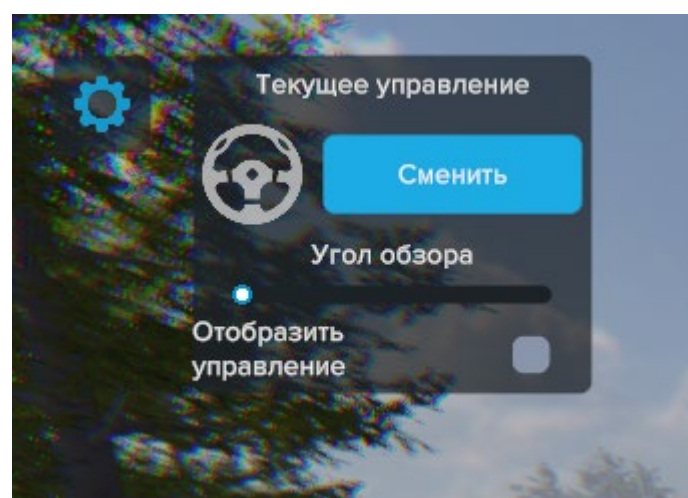 Текущее управление
Сменить
Угол обзора
Отобразить
управление